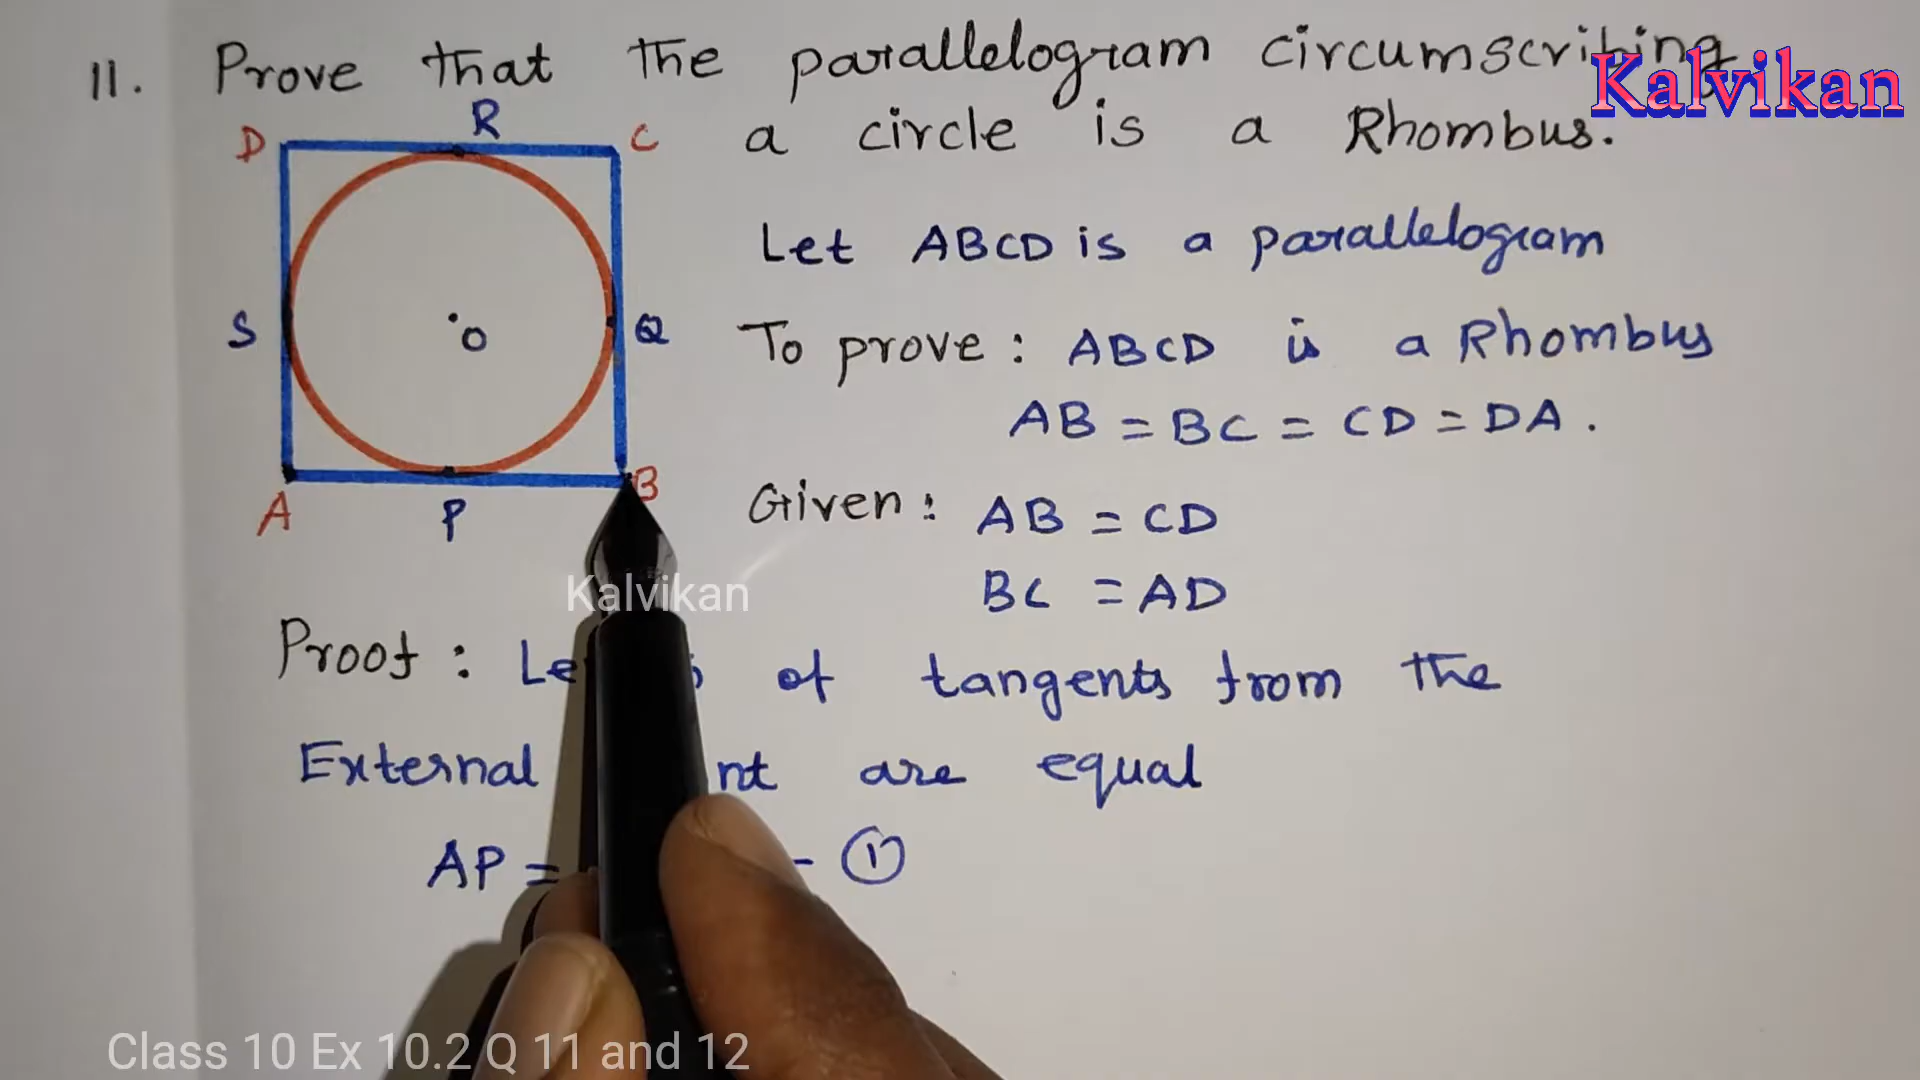 11. Prove that the parallelogram circumscribing
Kalvikan
a circle is a Rhombus.
D R C
Let ABCD is a parallelogram
S O Q
To prove: ABCD is a Rhombus
AB = BC = CD = DA.
A P B
Given: AB = CD
BC = AD
Kalvikan
Proof: of tangents from the
External are equal
AP = - ①
Class 10 Ex 10.2 Q 11 and 12